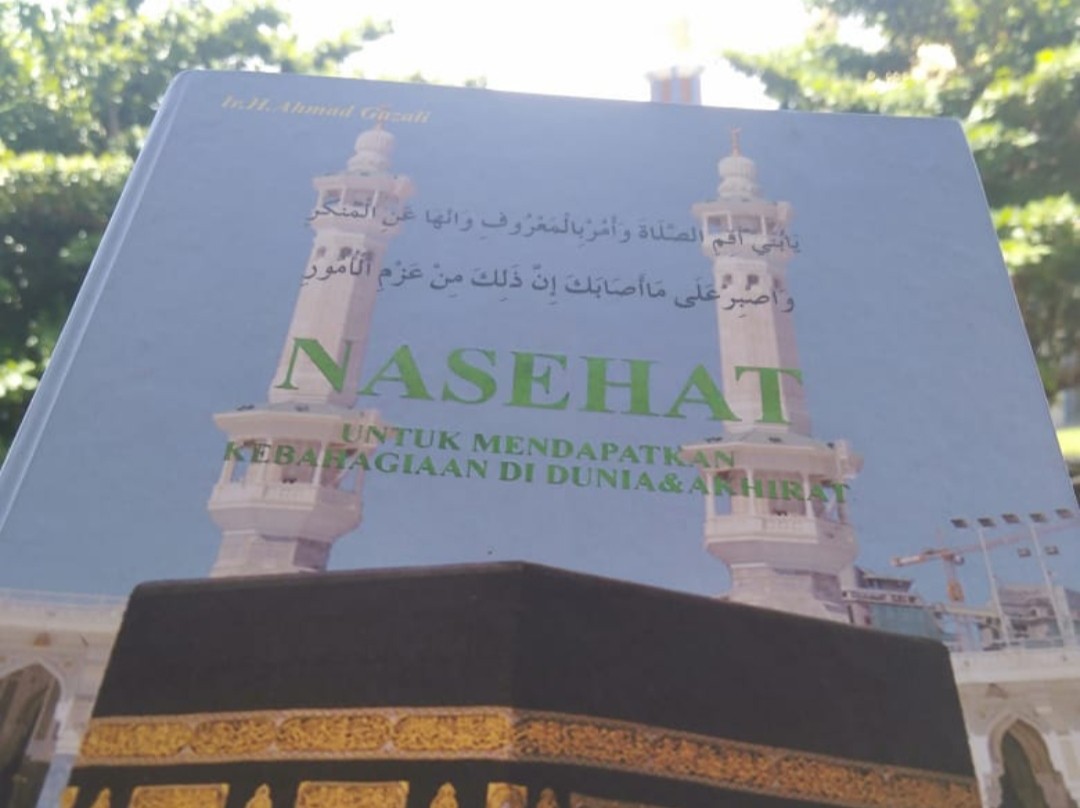 Ir.H. Ahmad Gazali
يَابُنَي أَقِمِ الصَّلَاةَ وَأْمُرْبِالْمَعْرُوفِ وَانْهَا عَنِ الْمُنْكَرِ
وَاصْبِرْعَلَى مَاأَصَابَكَ إِنَّ ذَلِكَ مِنْ عَزْمِ الْأُمُورِ
NASEHAT
UNTUK MENDAPATKAN
KEBAHAGIAAN DI DUNIA&AKHIRAT